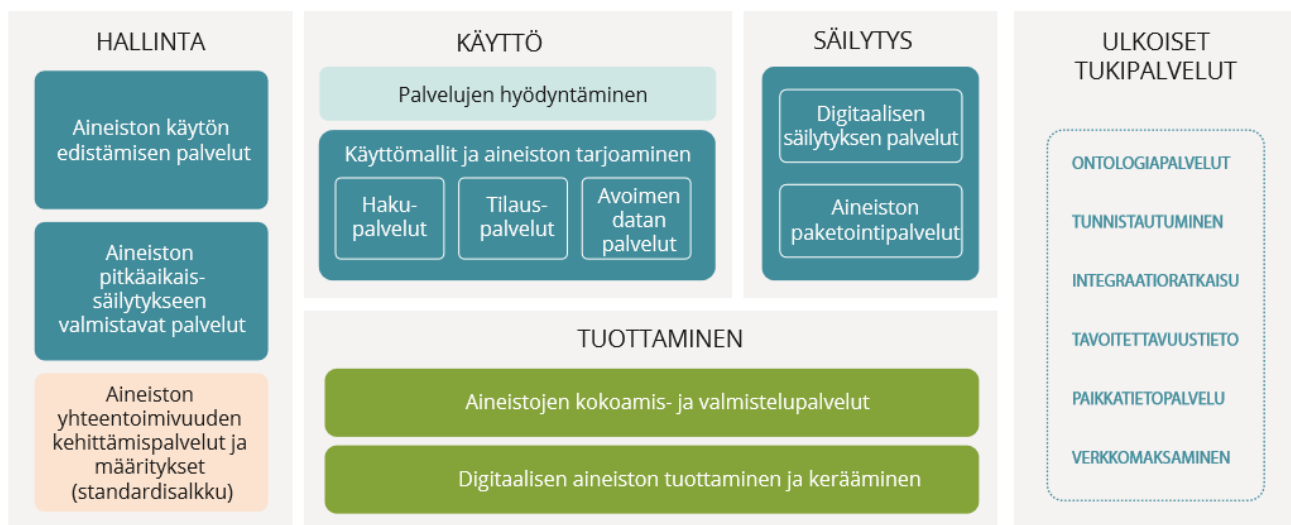 HALLINTA
Aineiston käytön
edistämisen palvelut
Aineiston
pitkäaikais-
säilytykseen
valmistavat palvelut
Aineiston
yhteentoimivuuden
kehittämispalvelut ja
määritykset
(standardisalkku)
KÄYTTÖ
Palvelujen hyödyntäminen
Käyttömallit ja aineiston tarjoaminen
Haku-
palvelut
Tilaus-
palvelut
Avoimen
datan
palvelut
SÄILYTYS
Digitaalisen
säilytyksen palvelut
Aineiston
paketointipalvelut
TUOTTAMINEN
Aineistojen kokoamis- ja valmistelupalvelut
Digitaalisen aineiston tuottaminen ja kerääminen
ULKOISET
TUKIPALVELUT
ONTOLOGIAPALVELUT
TUNNISTAUTUMINEN
INTEGRAATIORATKAISU
TAVOITETTAVUUSTIETO
PAIKKATIETOPALVELU
VERKKOMAKSAMINEN